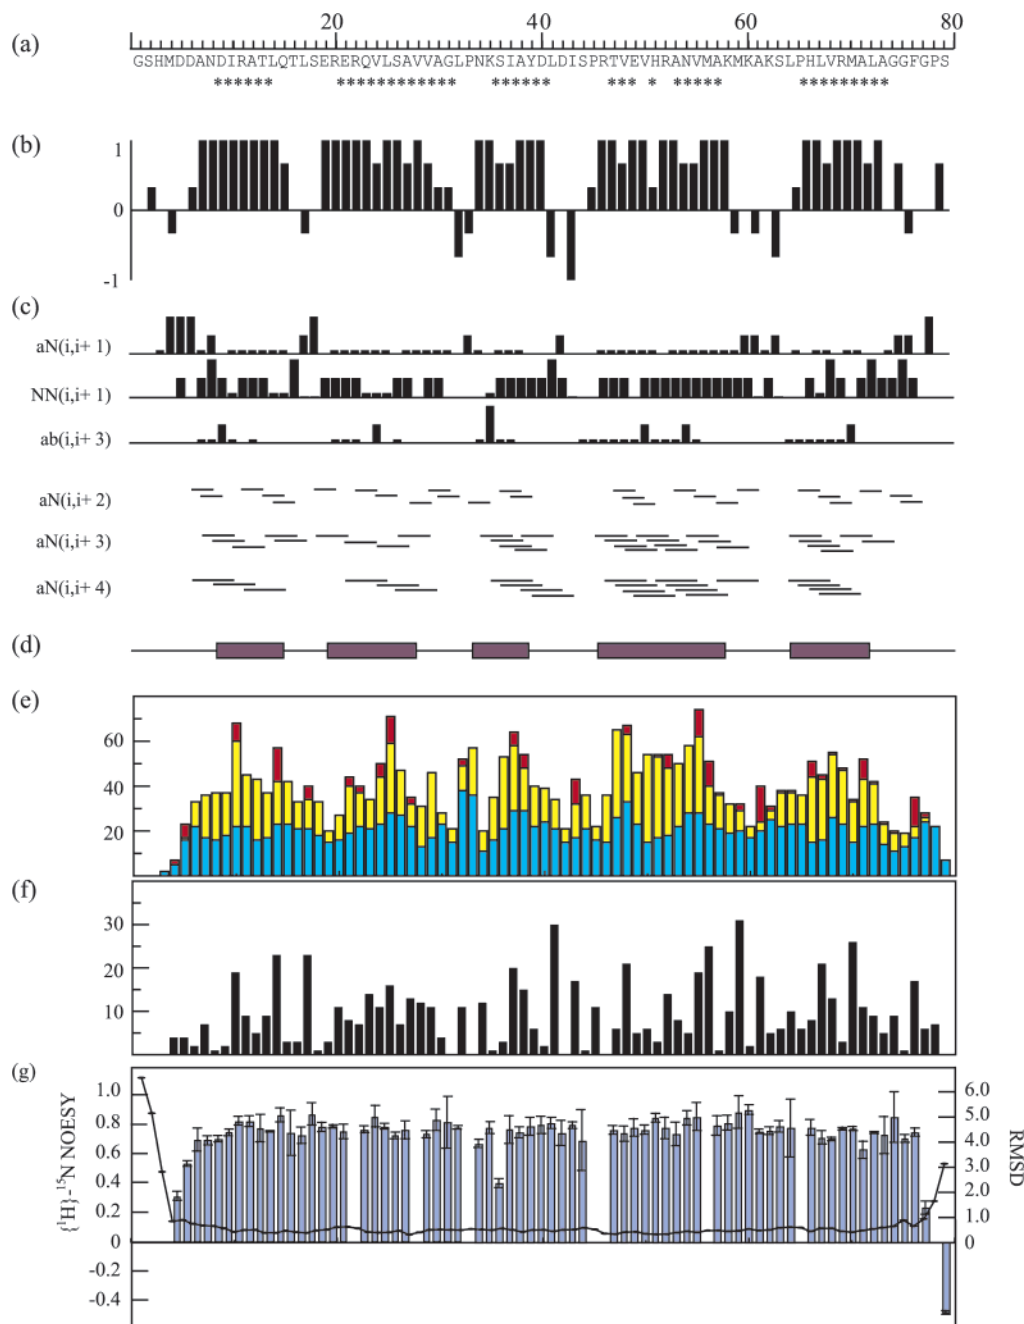 20 40 60 80
(a)
GSHMDDANDIRATLQTLSERERQVLSAVVAGLPNKSIAYDLDISPRTVEVHRANVMAKMKAKSLPHLVRMALAGGFGPS
****** ************ ****** *** * ***** *********
(b)
1
0
-1
(c)
aN(i,i+ 1)
NN(i,i+ 1)
ab(i,i+ 3)
aN(i,i+ 2)
aN(i,i+ 3)
aN(i,i+ 4)
(d)
(e)
60
40
20
(f)
30
20
10
(g)
{¹H}-¹⁵N NOESY
1.0
0.8
0.6
0.4
0.2
0
-0.2
-0.4
6.0
5.0
4.0
3.0
2.0
1.0
0
RMSD